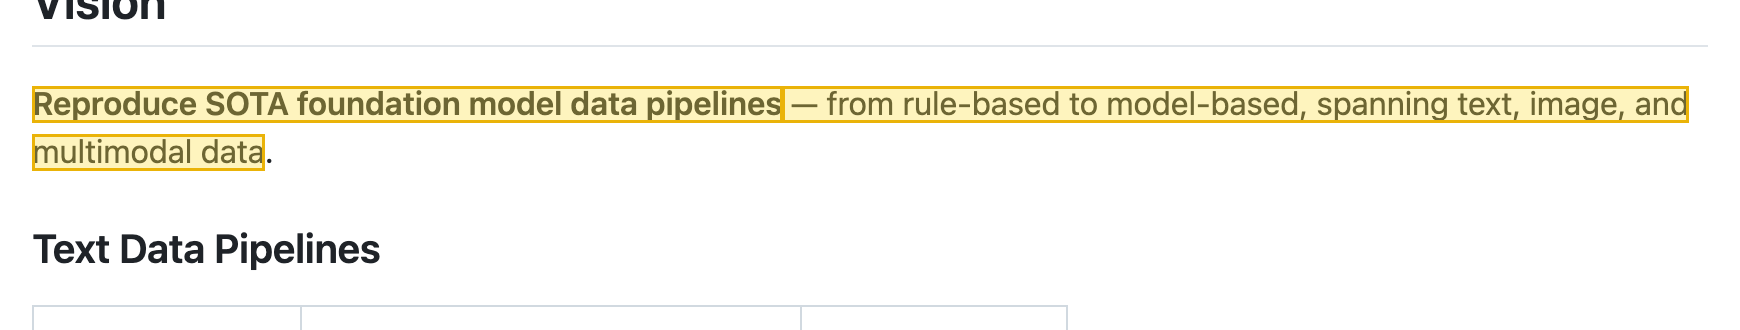 Vision
Reproduce SOTA foundation model data pipelines — from rule-based to model-based, spanning text, image, and
multimodal data.
Text Data Pipelines